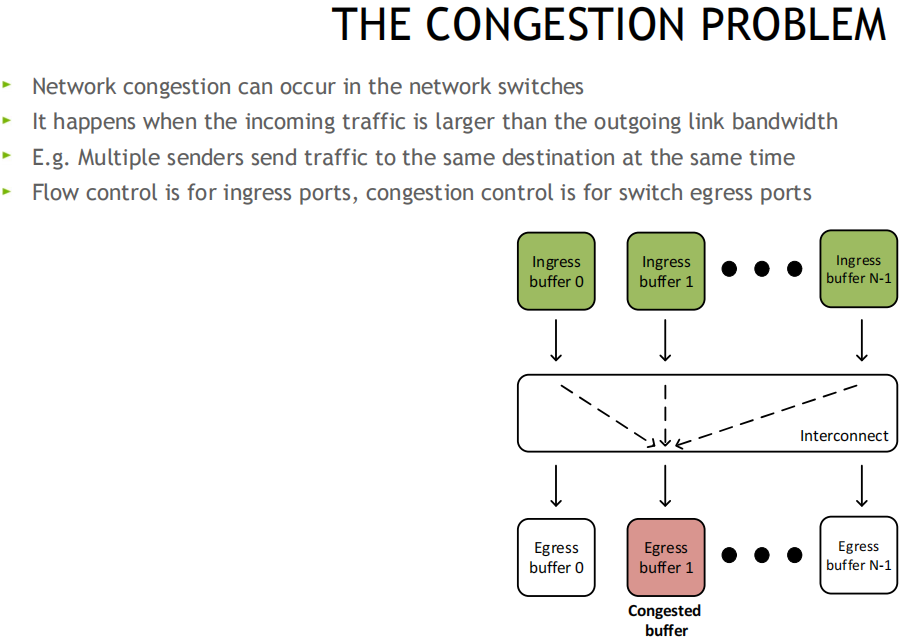 THE CONGESTION PROBLEM
Network congestion can occur in the network switches
It happens when the incoming traffic is larger than the outgoing link bandwidth
E.g. Multiple senders send traffic to the same destination at the same time
Flow control is for ingress ports, congestion control is for switch egress ports
Ingress
buffer 0
Ingress
buffer 1
Ingress
buffer N-1
Interconnect
Egress
buffer 0
Egress
buffer 1
Egress
buffer N-1
Congested
buffer